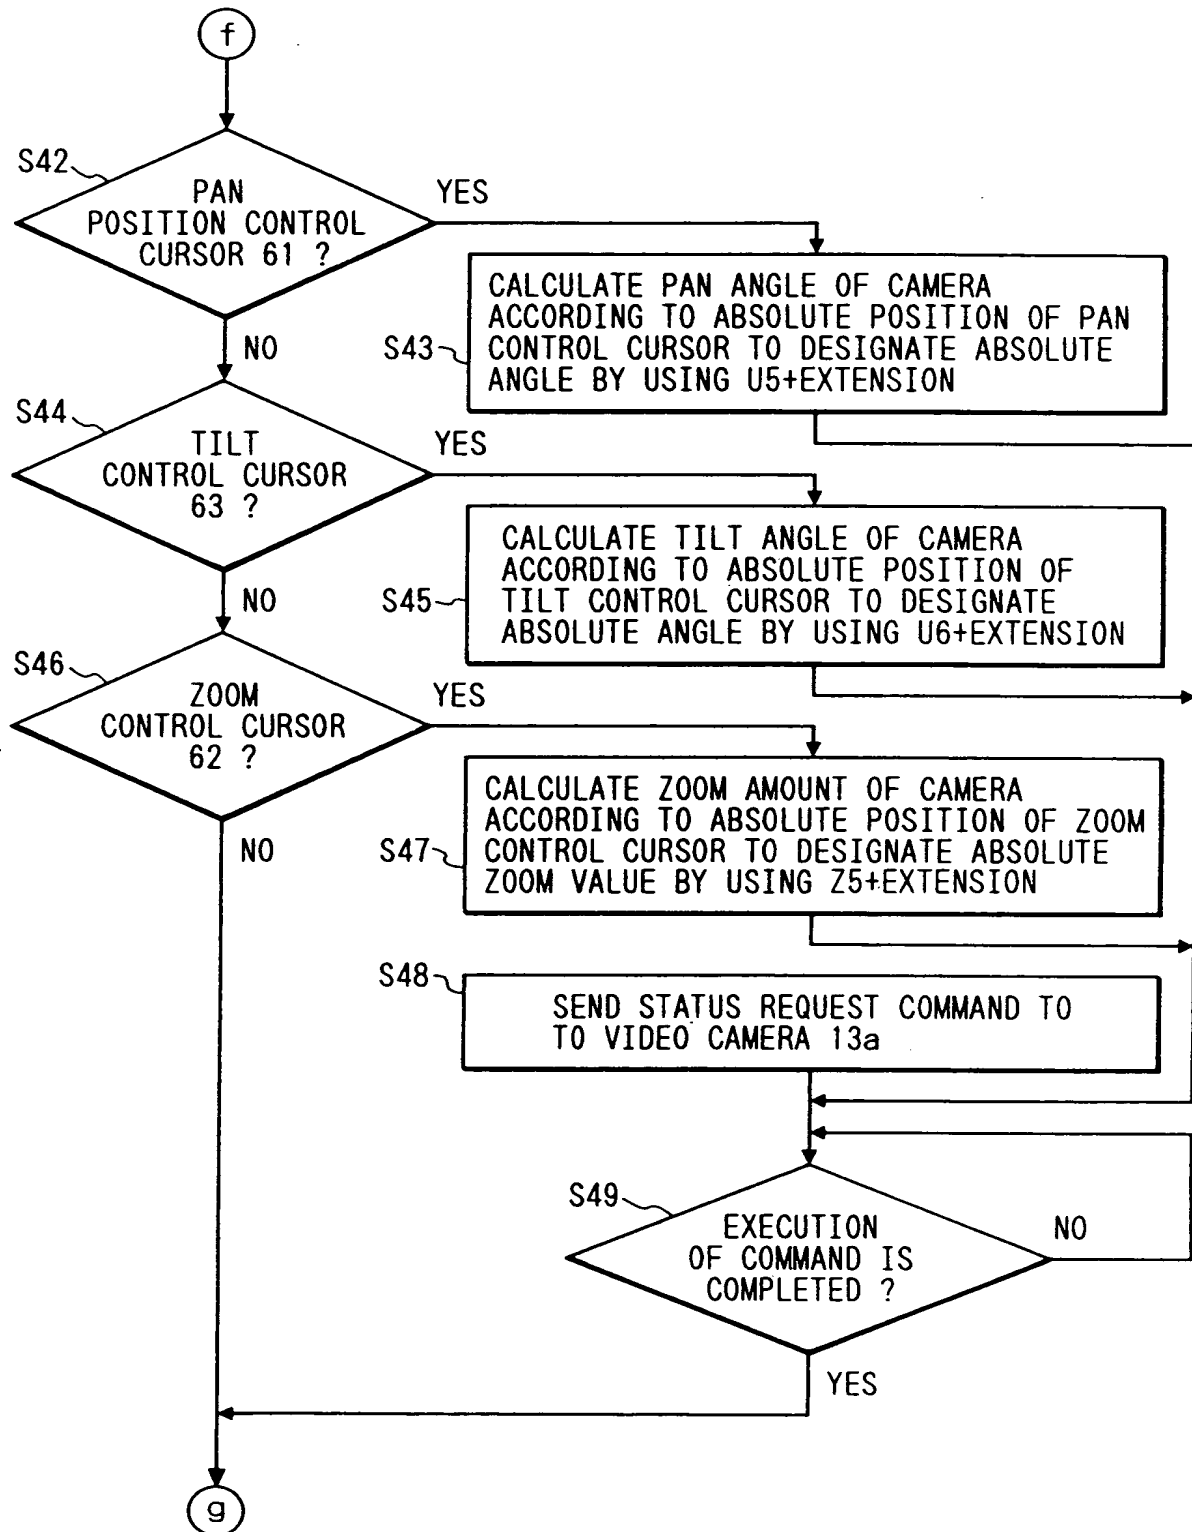 f
S42
PAN
POSITION CONTROL
CURSOR 61 ?
YES
NO
S43
CALCULATE PAN ANGLE OF CAMERA
ACCORDING TO ABSOLUTE POSITION OF PAN
CONTROL CURSOR TO DESIGNATE ABSOLUTE
ANGLE BY USING U5+EXTENSION
S44
TILT
CONTROL CURSOR
63 ?
YES
NO
S45
CALCULATE TILT ANGLE OF CAMERA
ACCORDING TO ABSOLUTE POSITION OF
TILT CONTROL CURSOR TO DESIGNATE
ABSOLUTE ANGLE BY USING U6+EXTENSION
S46
ZOOM
CONTROL CURSOR
62 ?
YES
NO
S47
CALCULATE ZOOM AMOUNT OF CAMERA
ACCORDING TO ABSOLUTE POSITION OF ZOOM
CONTROL CURSOR TO DESIGNATE ABSOLUTE
ZOOM VALUE BY USING Z5+EXTENSION
S48
SEND STATUS REQUEST COMMAND TO
TO VIDEO CAMERA 13a
S49
EXECUTION
OF COMMAND IS
COMPLETED ?
NO
YES
g